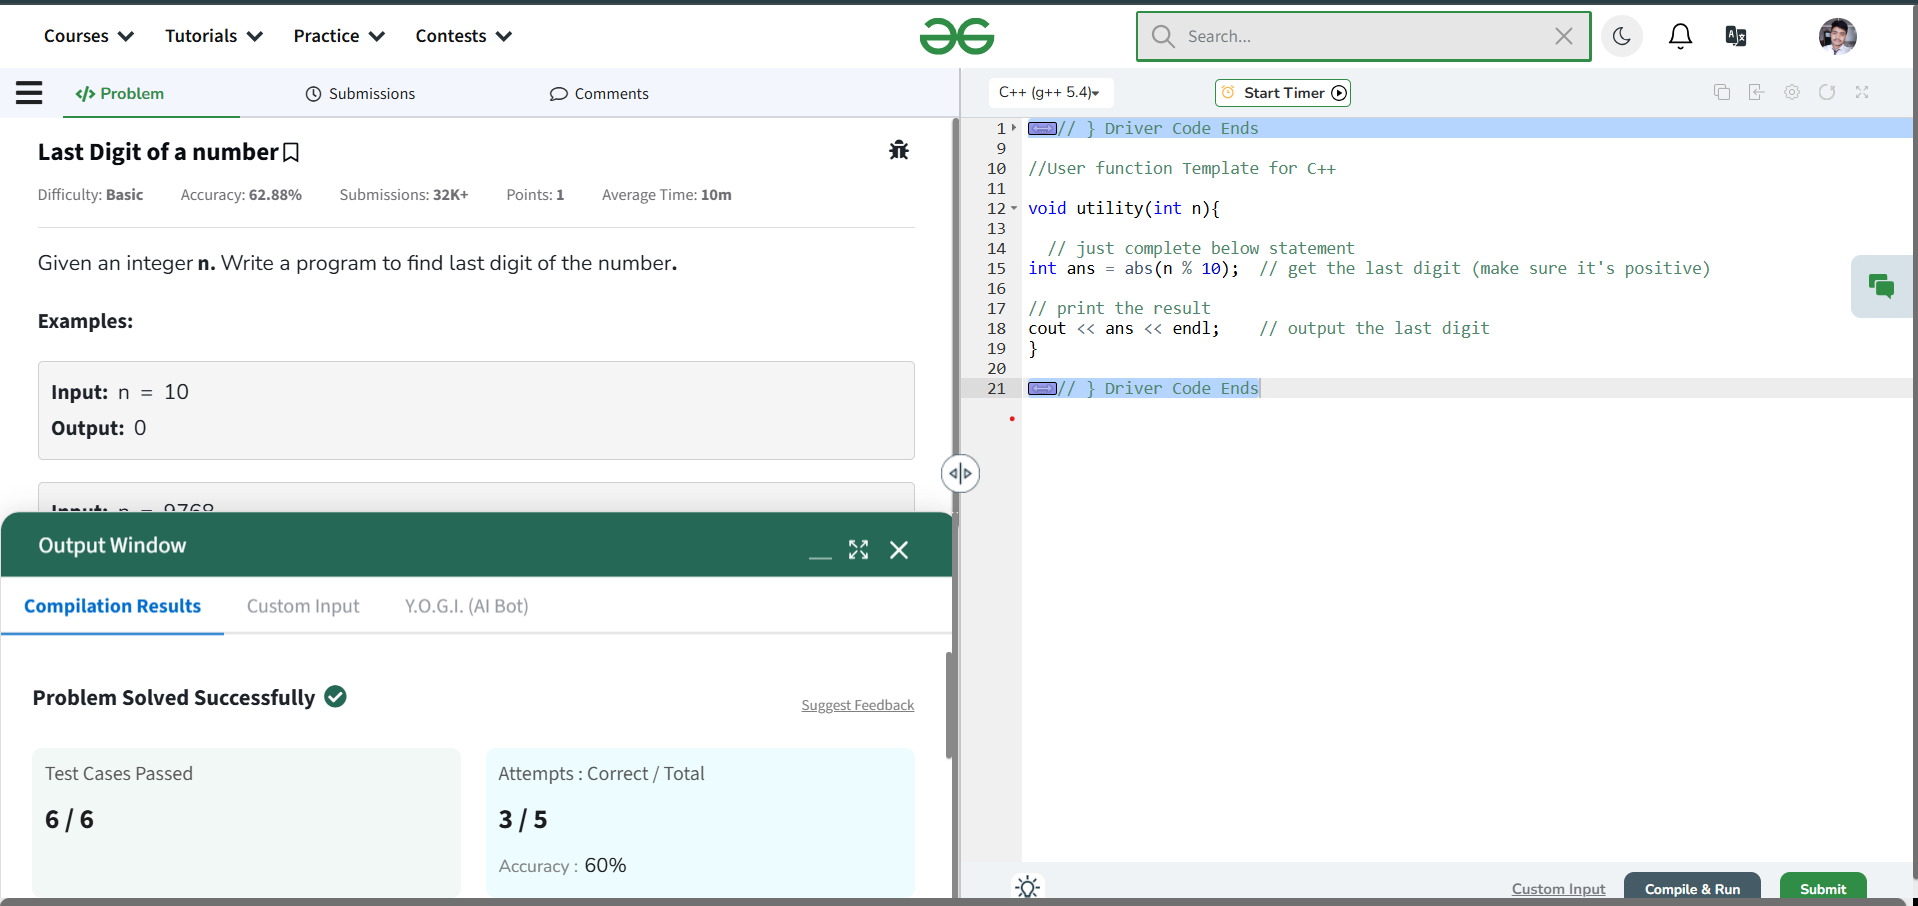 Courses Tutorials Practice Contests Search...
Problem Submissions Comments
Last Digit of a number
Difficulty: Basic Accuracy: 62.88% Submissions: 32K+ Points: 1 Average Time: 10m
Given an integer n. Write a program to find last digit of the number.
Examples:
Input: n = 10
Output: 0
Input: n = 9768
Output Window
Compilation Results Custom Input Y.O.G.I. (AI Bot)
Problem Solved Successfully
Suggest Feedback
Test Cases Passed
6 / 6
Attempts : Correct / Total
3 / 5
Accuracy : 60%
C++ (g++ 5.4) Start Timer
1 // } Driver Code Ends
9
10 //User function Template for C++
11
12 void utility(int n){
13
14 // just complete below statement
15 int ans = abs(n % 10); // get the last digit (make sure it's positive)
16
17 // print the result
18 cout << ans << endl; // output the last digit
19 }
20
21 // } Driver Code Ends
Custom Input Compile & Run Submit